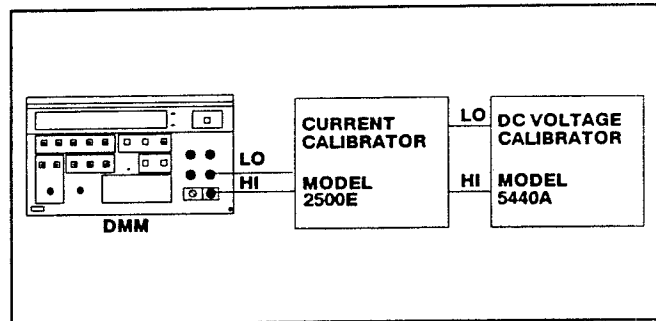 LO
HI
DMM
CURRENT
CALIBRATOR
MODEL
2500E
LO
HI
DC VOLTAGE
CALIBRATOR
MODEL
5440A